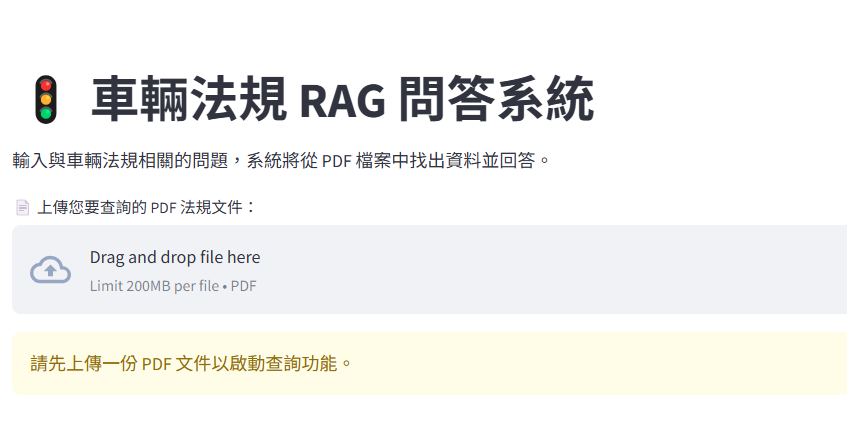 車輛法規 RAG 問答系統
輸入與車輛法規相關的問題，系統將從 PDF 檔案中找出資料並回答。
上傳您要查詢的 PDF 法規文件：
Drag and drop file here
Limit 200MB per file • PDF
請先上傳一份 PDF 文件以啟動查詢功能。